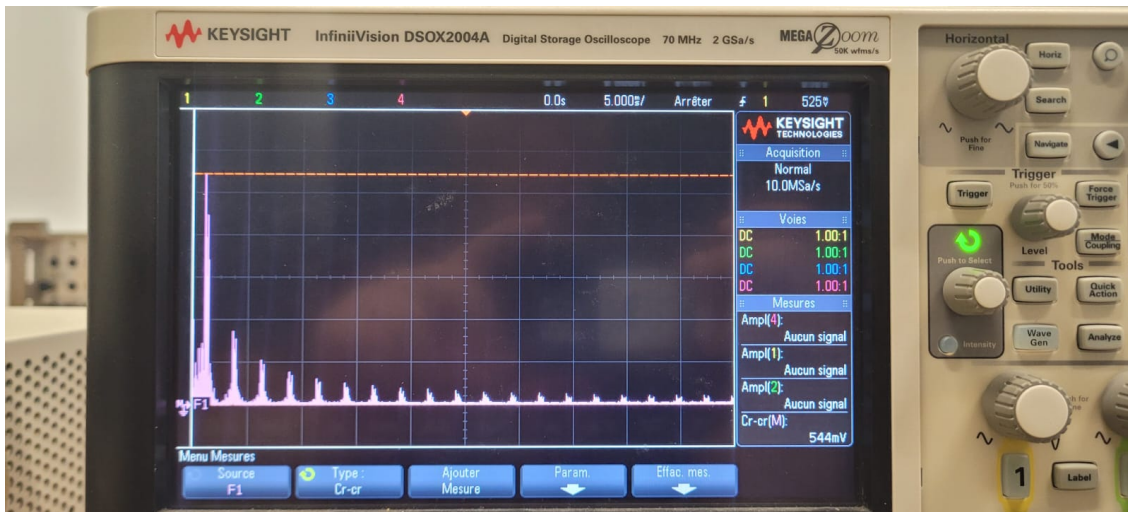 KEYSIGHT InfiniiVision DSOX2004A Digital Storage Oscilloscope 70 MHz 2 GSa/s MEGA Zoom
50K wfms/s
1 2 3 4 0.0s 5.000 Arrêter 1 525
KEYSIGHT
TECHNOLOGIES
Acquisition
Normal
10.0MSa/s
Voies
DC 1.00:1
DC 1.00:1
DC 1.00:1
DC 1.00:1
Mesures
Ampl(4):
Aucun signal
Ampl(1):
Aucun signal
Ampl(2):
Aucun signal
Cr-cr(M):
544mV
F1
Menu Mesures
Source
F1
Type :
Cr-cr
Ajouter
Mesure
Param.
Effac. mes.
Horizontal
Horiz
Search
Push for
Fine
Navigate
Trigger
Push for 50%
Trigger
Force
Trigger
Level
Mode
Coupling
Push to Select
Tools
Utility
Quick
Action
Intensity
Wave
Gen
Analyze
1
Label